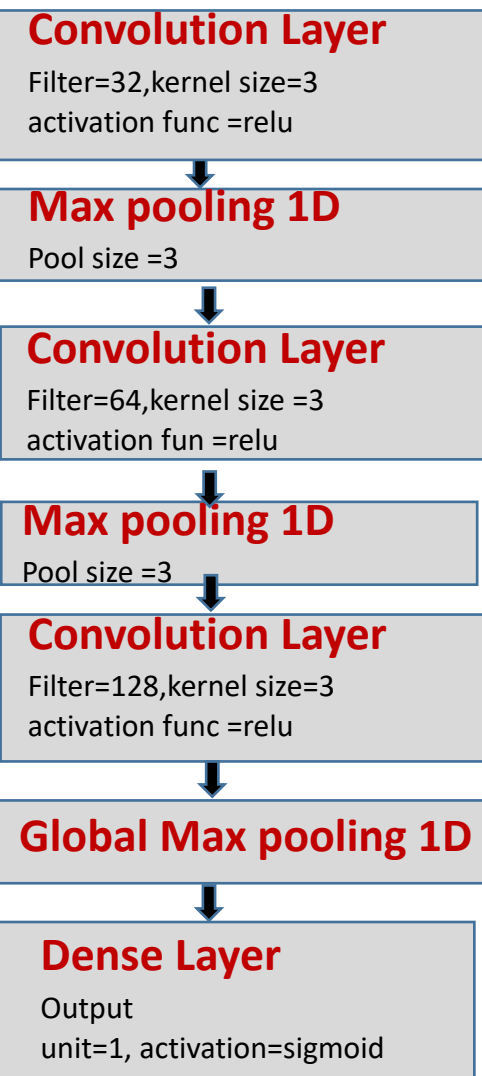 Convolution Layer
Filter=32,kernel size=3
activation func =relu
Max pooling 1D
Pool size =3
Convolution Layer
Filter=64,kernel size =3
activation fun =relu
Max pooling 1D
Pool size =3
Convolution Layer
Filter=128,kernel size=3
activation func =relu
Global Max pooling 1D
Dense Layer
Output
unit=1, activation=sigmoid